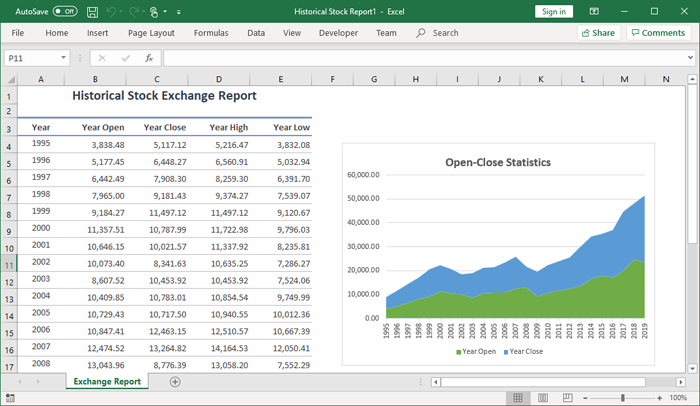 AutoSave Off Historical Stock Report1 - Excel Sign in
File Home Insert Page Layout Formulas Data View Developer Team Search Share Comments
P11 fx
A B C D E F G H I J K L M N
1 Historical Stock Exchange Report
2
3 Year Year Open Year Close Year High Year Low
4 1995 3,838.48 5,117.12 5,216.47 3,832.08
5 1996 5,177.45 6,448.27 6,560.91 5,032.94
6 1997 6,442.49 7,908.30 8,259.30 6,391.70
7 1998 7,965.00 9,181.43 9,374.27 7,539.07
8 1999 9,184.27 11,497.12 11,497.12 9,120.67
9 2000 11,357.51 10,787.99 11,722.98 9,796.03
10 2001 10,646.15 10,021.57 11,337.92 8,235.81
11 2002 10,073.40 8,341.63 10,635.25 7,286.27
12 2003 8,607.52 10,453.92 10,453.92 7,524.06
13 2004 10,409.85 10,783.01 10,854.54 9,749.99
14 2005 10,729.43 10,717.50 10,940.55 10,012.36
15 2006 10,847.41 12,463.15 12,510.57 10,667.39
16 2007 12,474.52 13,264.82 14,164.53 12,050.41
17 2008 13,043.96 8,776.39 13,058.20 7,552.29
Open-Close Statistics
60,000.00
50,000.00
40,000.00
30,000.00
20,000.00
10,000.00
0.00
1995 1996 1997 1998 1999 2000 2001 2002 2003 2004 2005 2006 2007 2008 2009 2010 2011 2012 2013 2014 2015 2016 2017 2018 2019
Year Open Year Close
Exchange Report
100%